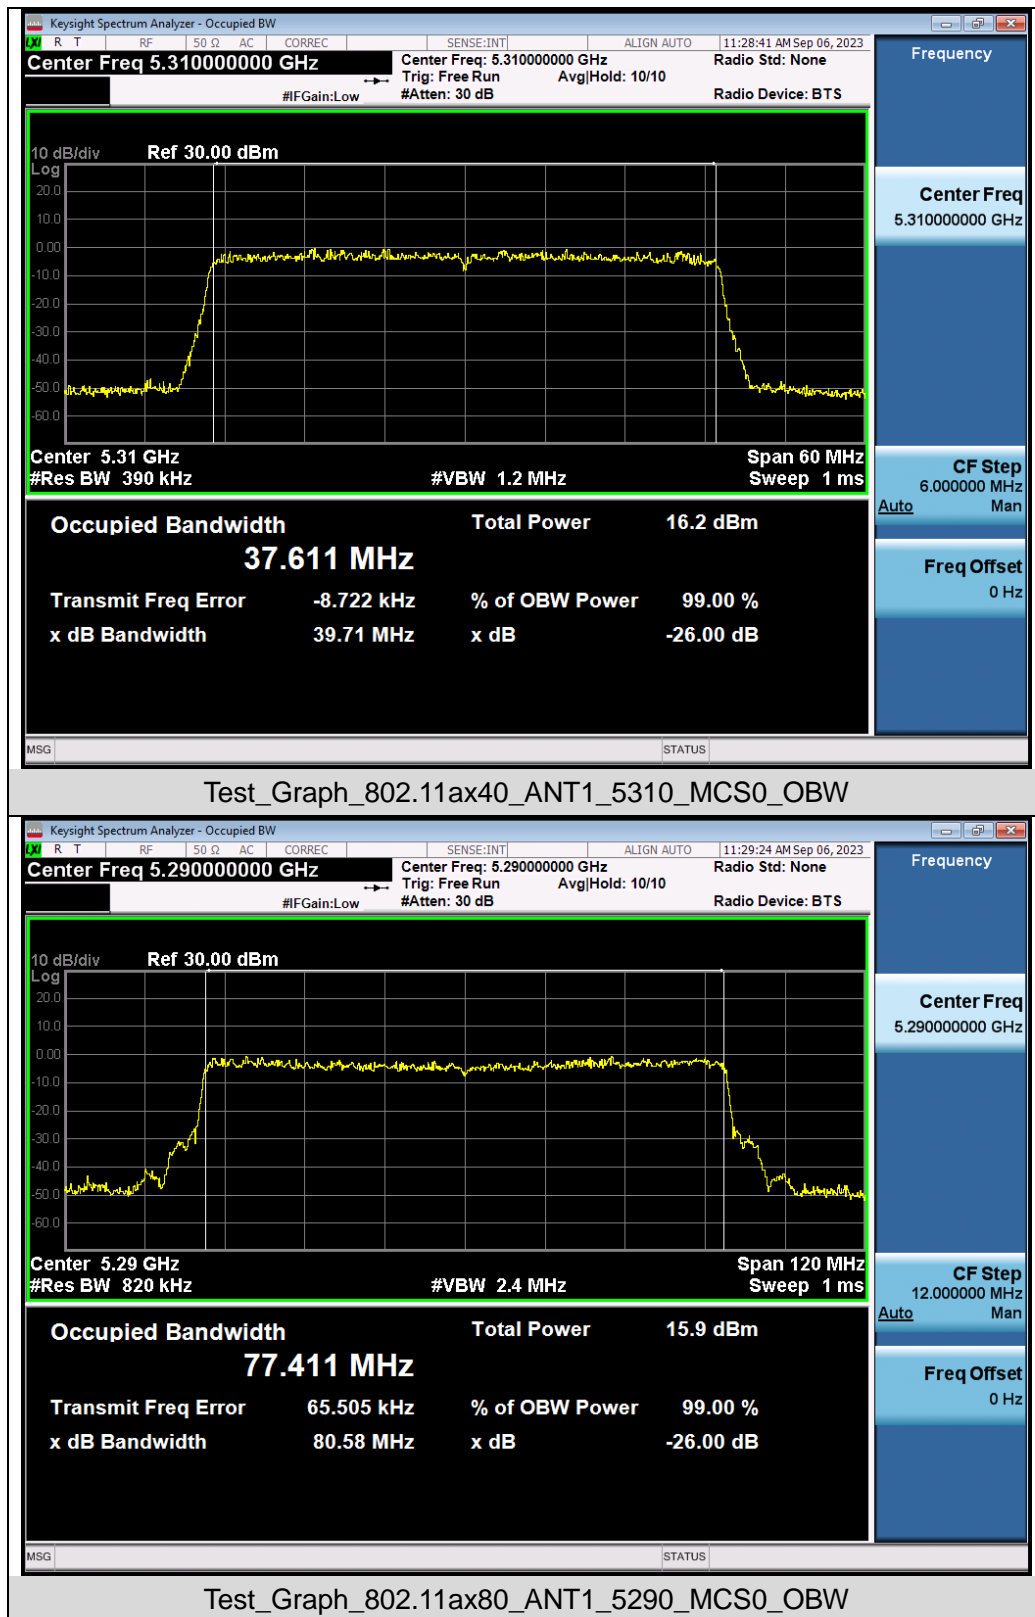 Keysight Spectrum Analyzer - Occupied BW
LXI R T RF 50 Ω AC CORREC SENSE:INT ALIGN AUTO 11:28:41 AM Sep 06, 2023
Center Freq 5.310000000 GHz Center Freq: 5.310000000 GHz Radio Std: None
Trig: Free Run Avg|Hold: 10/10
#IFGain:Low #Atten: 30 dB Radio Device: BTS
Frequency
10 dB/div Ref 30.00 dBm
Log
20.0
10.0
0.00
-10.0
-20.0
-30.0
-40.0
-50.0
-60.0
Center 5.31 GHz Span 60 MHz
#Res BW 390 kHz #VBW 1.2 MHz Sweep 1 ms
Center Freq
5.310000000 GHz
CF Step
6.000000 MHz
Auto Man
Freq Offset
0 Hz
Occupied Bandwidth Total Power 16.2 dBm
37.611 MHz
Transmit Freq Error -8.722 kHz % of OBW Power 99.00 %
x dB Bandwidth 39.71 MHz x dB -26.00 dB
MSG STATUS
Test_Graph_802.11ax40_ANT1_5310_MCS0_OBW
Keysight Spectrum Analyzer - Occupied BW
LXI R T RF 50 Ω AC CORREC SENSE:INT ALIGN AUTO 11:29:24 AM Sep 06, 2023
Center Freq 5.290000000 GHz Center Freq: 5.290000000 GHz Radio Std: None
Trig: Free Run Avg|Hold: 10/10
#IFGain:Low #Atten: 30 dB Radio Device: BTS
Frequency
10 dB/div Ref 30.00 dBm
Log
20.0
10.0
0.00
-10.0
-20.0
-30.0
-40.0
-50.0
-60.0
Center 5.29 GHz Span 120 MHz
#Res BW 820 kHz #VBW 2.4 MHz Sweep 1 ms
Center Freq
5.290000000 GHz
CF Step
12.000000 MHz
Auto Man
Freq Offset
0 Hz
Occupied Bandwidth Total Power 15.9 dBm
77.411 MHz
Transmit Freq Error 65.505 kHz % of OBW Power 99.00 %
x dB Bandwidth 80.58 MHz x dB -26.00 dB
MSG STATUS
Test_Graph_802.11ax80_ANT1_5290_MCS0_OBW